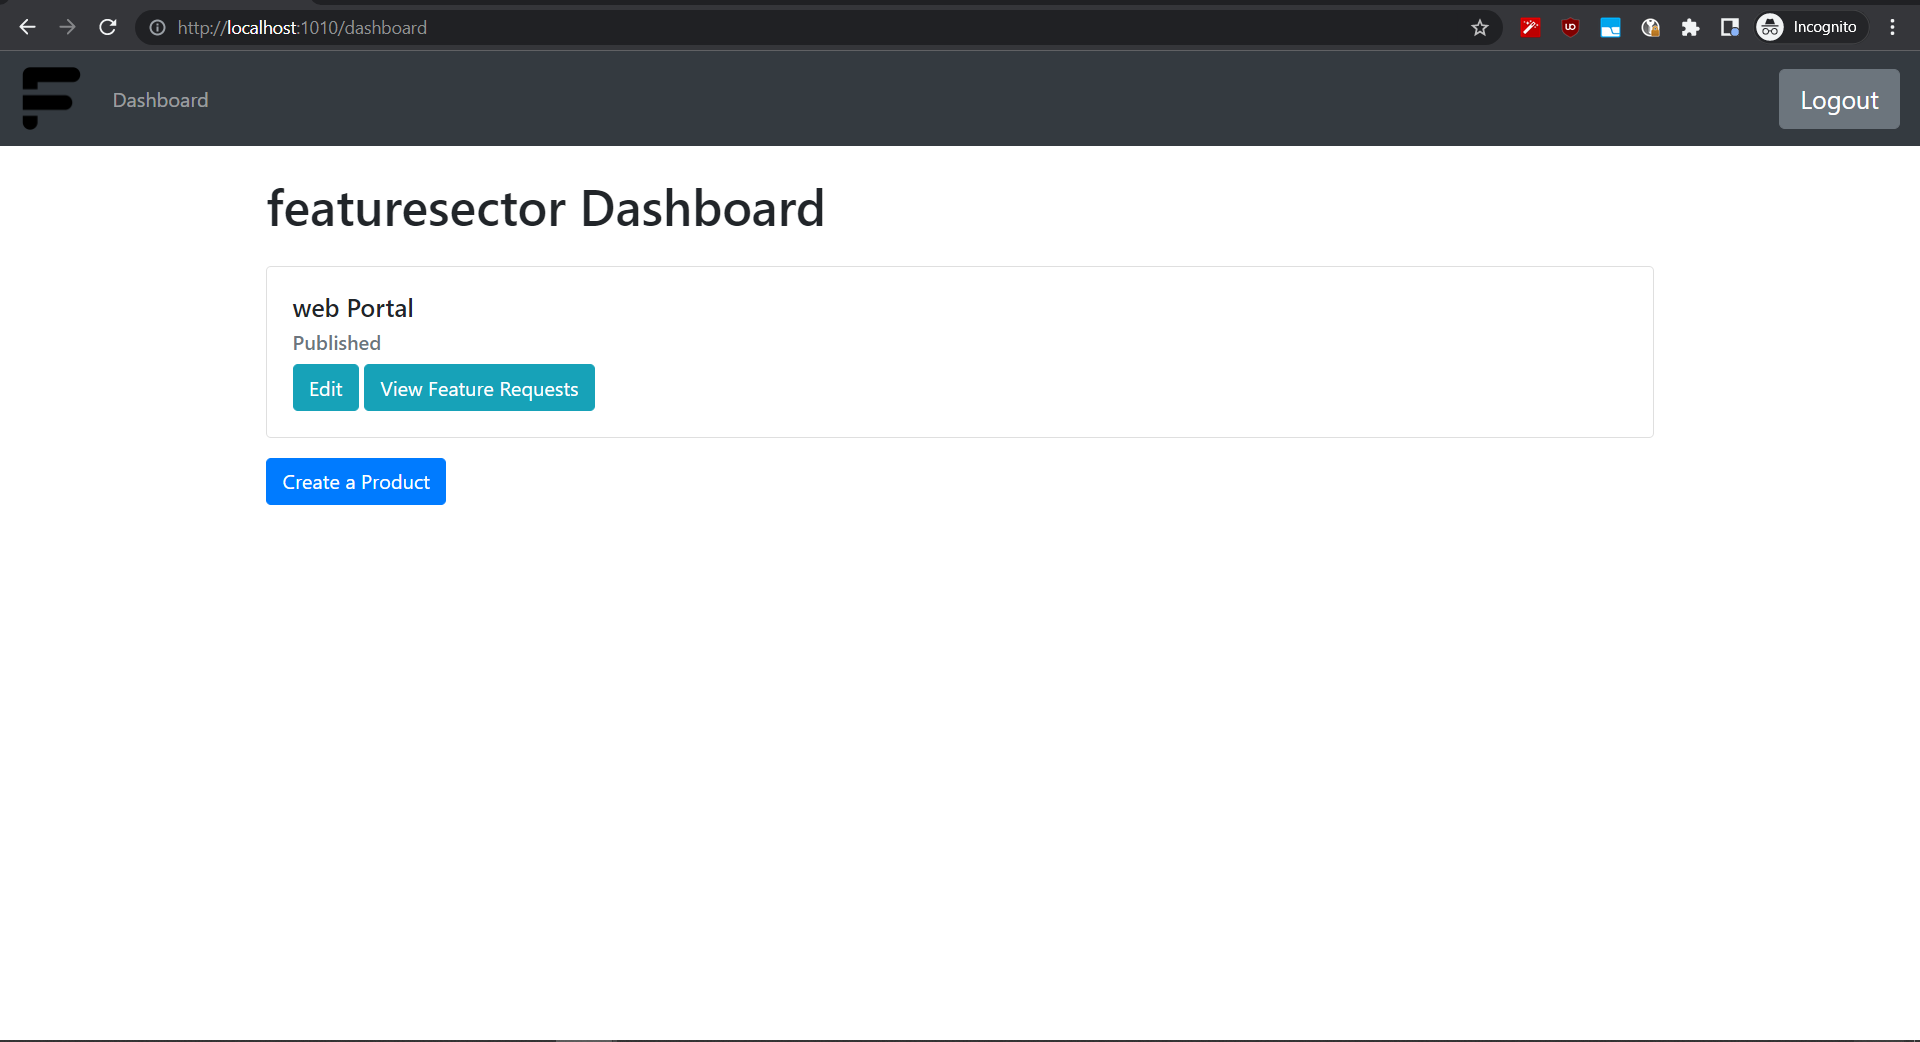 http://localhost:1010/dashboard
Incognito
Dashboard
Logout
featuresector Dashboard
web Portal
Published
Edit
View Feature Requests
Create a Product